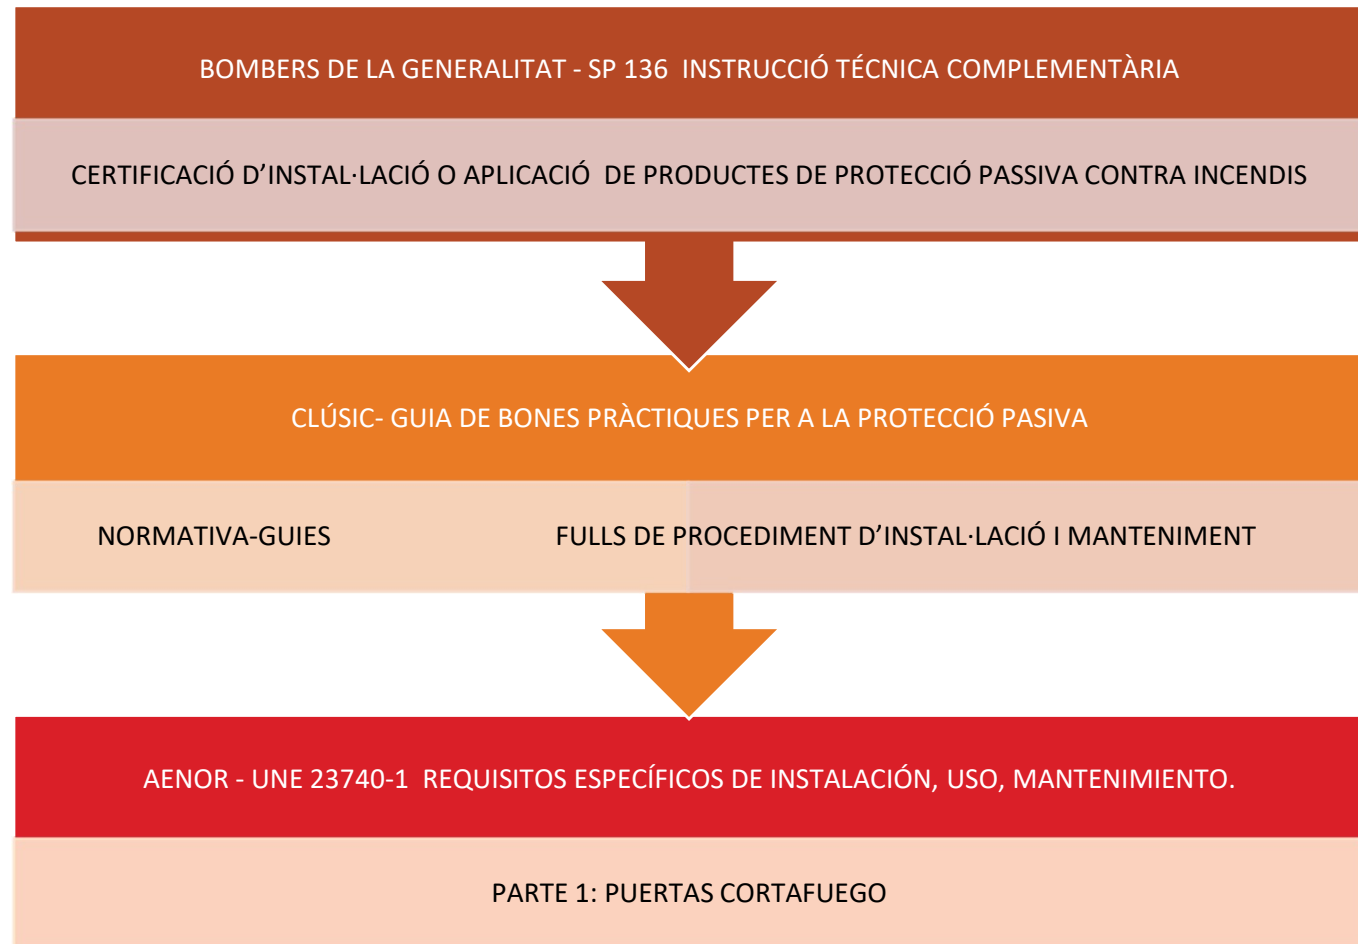 BOMBERS DE LA GENERALITAT - SP 136 INSTRUCCIÓ TÉCNICA COMPLEMENTÀRIA
CERTIFICACIÓ D’INSTAL·LACIÓ O APLICACIÓ DE PRODUCTES DE PROTECCIÓ PASSIVA CONTRA INCENDIS
CLÚSIC- GUIA DE BONES PRÀCTIQUES PER A LA PROTECCIÓ PASIVA
NORMATIVA-GUIES
FULLS DE PROCEDIMENT D’INSTAL·LACIÓ I MANTENIMENT
AENOR - UNE 23740-1 REQUISITOS ESPECÍFICOS DE INSTALACIÓN, USO, MANTENIMIENTO.
PARTE 1: PUERTAS CORTAFUEGO